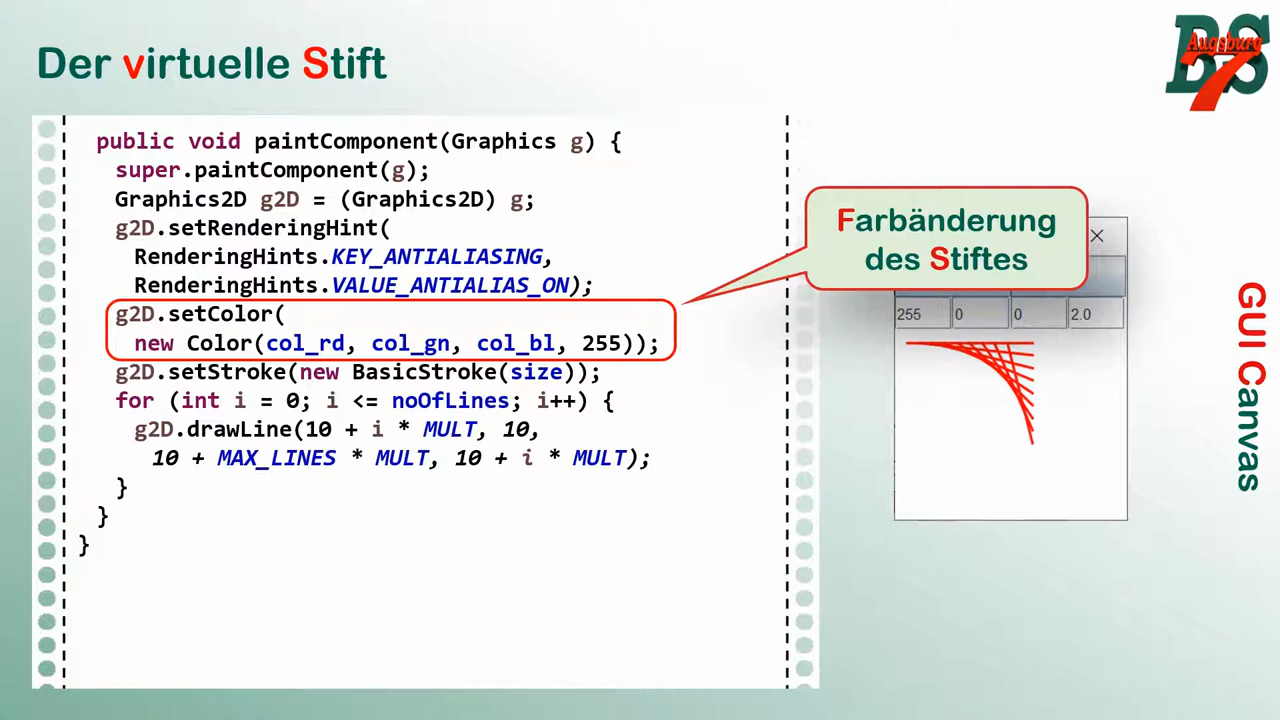 Der virtuelle Stift
BS
Augsburg
7
public void paintComponent(Graphics g) {
super.paintComponent(g);
Graphics2D g2D = (Graphics2D) g;
g2D.setRenderingHint(
RenderingHints.KEY_ANTIALIASING,
RenderingHints.VALUE_ANTIALIAS_ON);
g2D.setColor(
new Color(col_rd, col_gn, col_bl, 255));
g2D.setStroke(new BasicStroke(size));
for (int i = 0; i <= noOfLines; i++) {
g2D.drawLine(10 + i * MULT, 10,
10 + MAX_LINES * MULT, 10 + i * MULT);
}
}
}
Farbänderung
des Stiftes
255 0 0 2.0
GUI Canvas